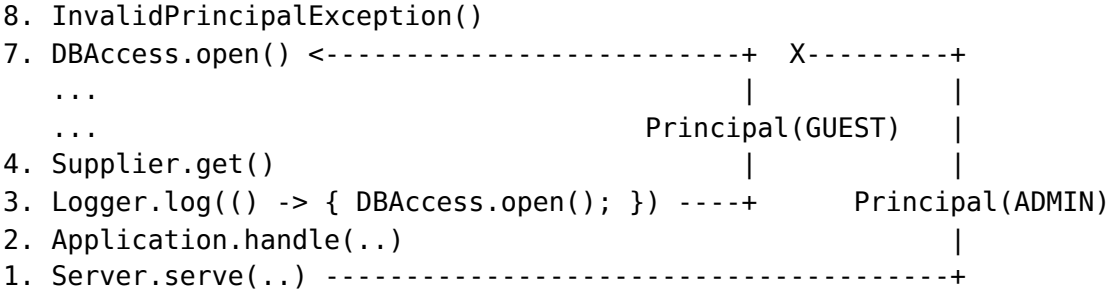 8. InvalidPrincipalException()
7. DBAccess.open() <---------------------------+  X---------+
   ...                                         |            |
   ...                                  Principal(GUEST)    |
4. Supplier.get()                              |            |
3. Logger.log(() -> { DBAccess.open(); }) ----+      Principal(ADMIN)
2. Application.handle(..)                                   |
1. Server.serve(..) ----------------------------------------+